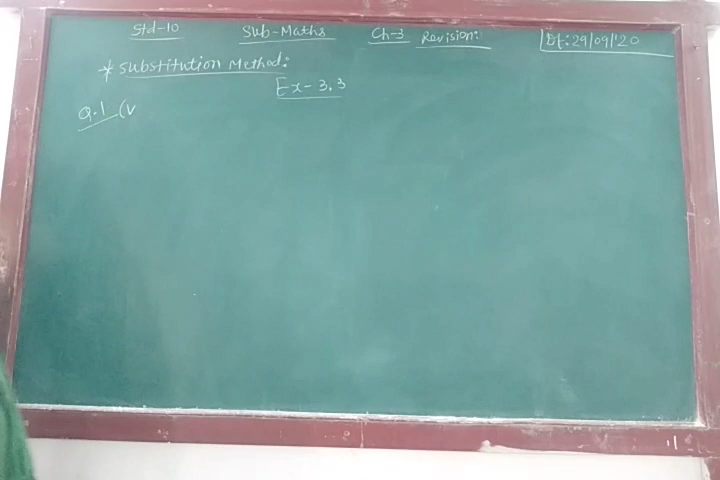 Std-10 Sub-Maths Ch-3 Revision: Dt:29/09/20
* Substitution Method:
Ex-3.3
Q.1 (v